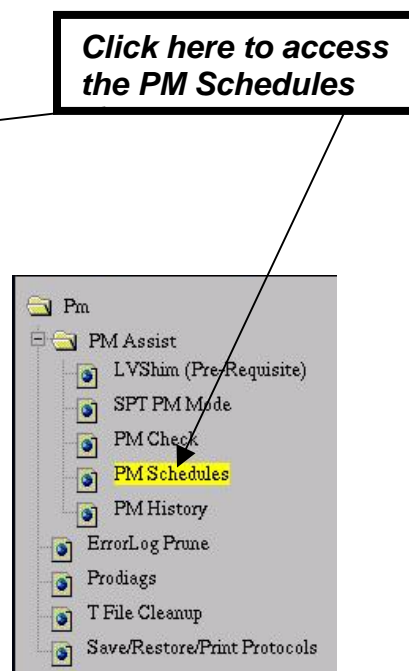 Click here to access
the PM Schedules
Pm
PM Assist
LVShim (Pre-Requisite)
SPT PM Mode
PM Check
PM Schedules
PM History
ErrorLog Prune
Prodiags
T File Cleanup
Save/Restore/Print Protocols